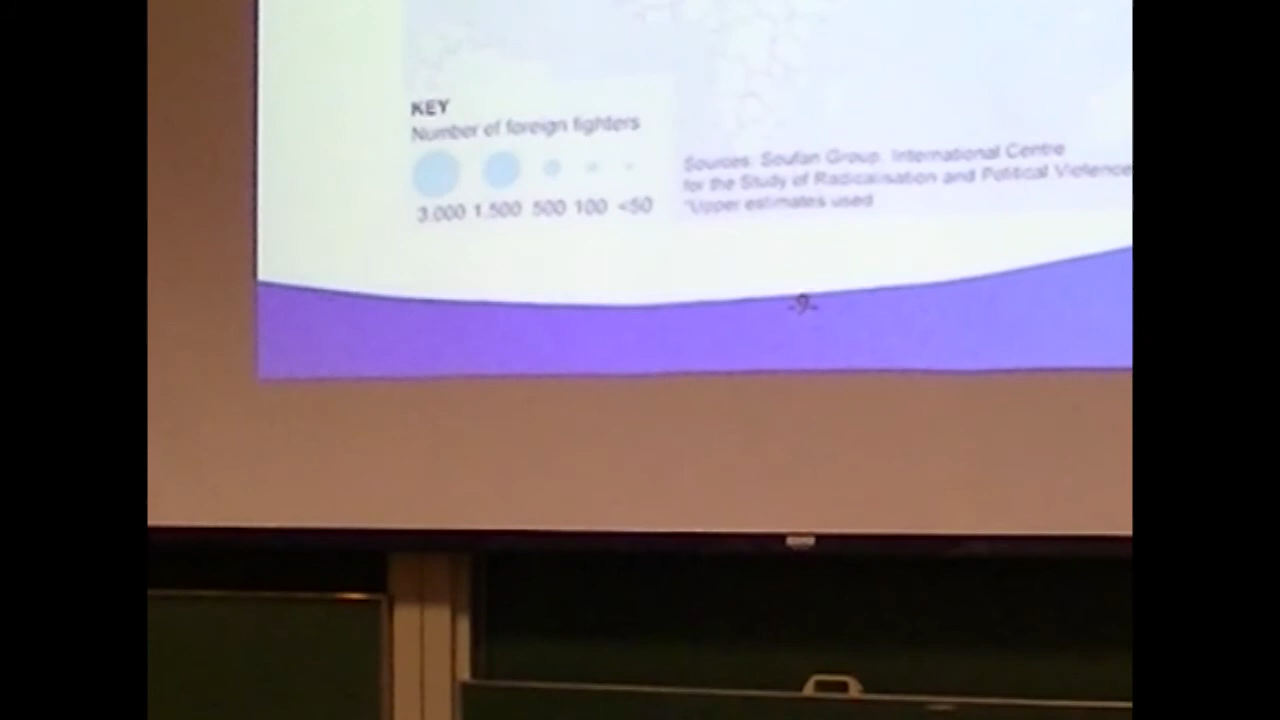 KEY
Number of foreign fighters
3,000 1,500 500 100 <50
Sources: Soufan Group, International Centre
for the Study of Radicalisation and Political Violence
*Upper estimates used